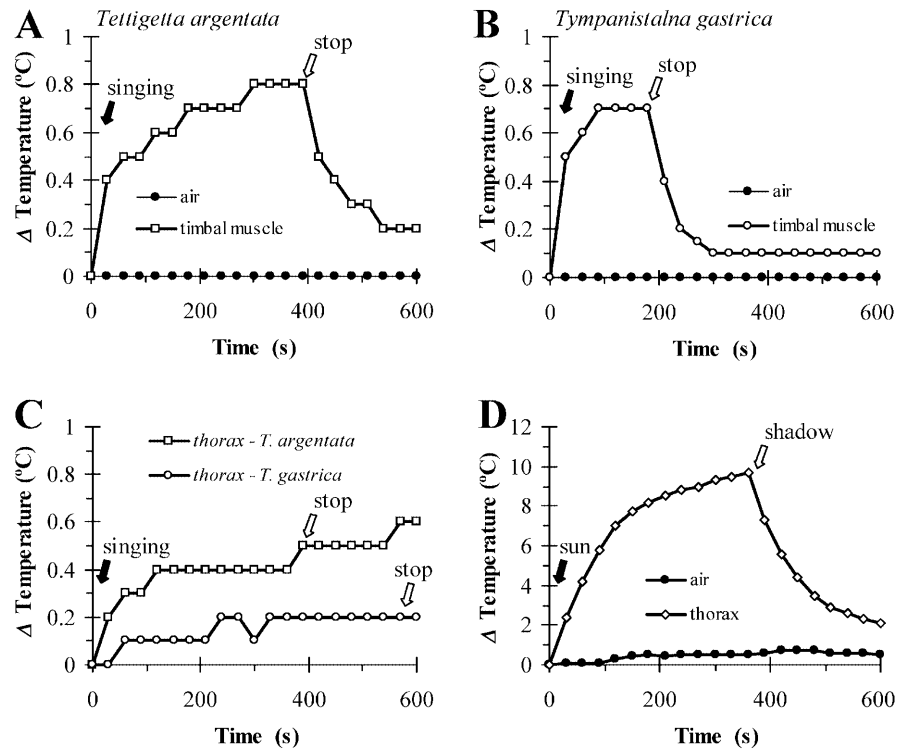 A
Tettigetta argentata
1
0.8
0.6
0.4
0.2
0
Δ Temperature (ºC)
singing
stop
air
timbal muscle
0 200 400 600
Time (s)
B
Tympanistalna gastrica
1
0.8
0.6
0.4
0.2
0
Δ Temperature (ºC)
singing
stop
air
timbal muscle
0 200 400 600
Time (s)
C
1
0.8
0.6
0.4
0.2
0
Δ Temperature (ºC)
thorax - T. argentata
thorax - T. gastrica
singing
stop
stop
0 200 400 600
Time (s)
D
12
10
8
6
4
2
0
Δ Temperature (ºC)
shadow
sun
air
thorax
0 200 400 600
Time (s)